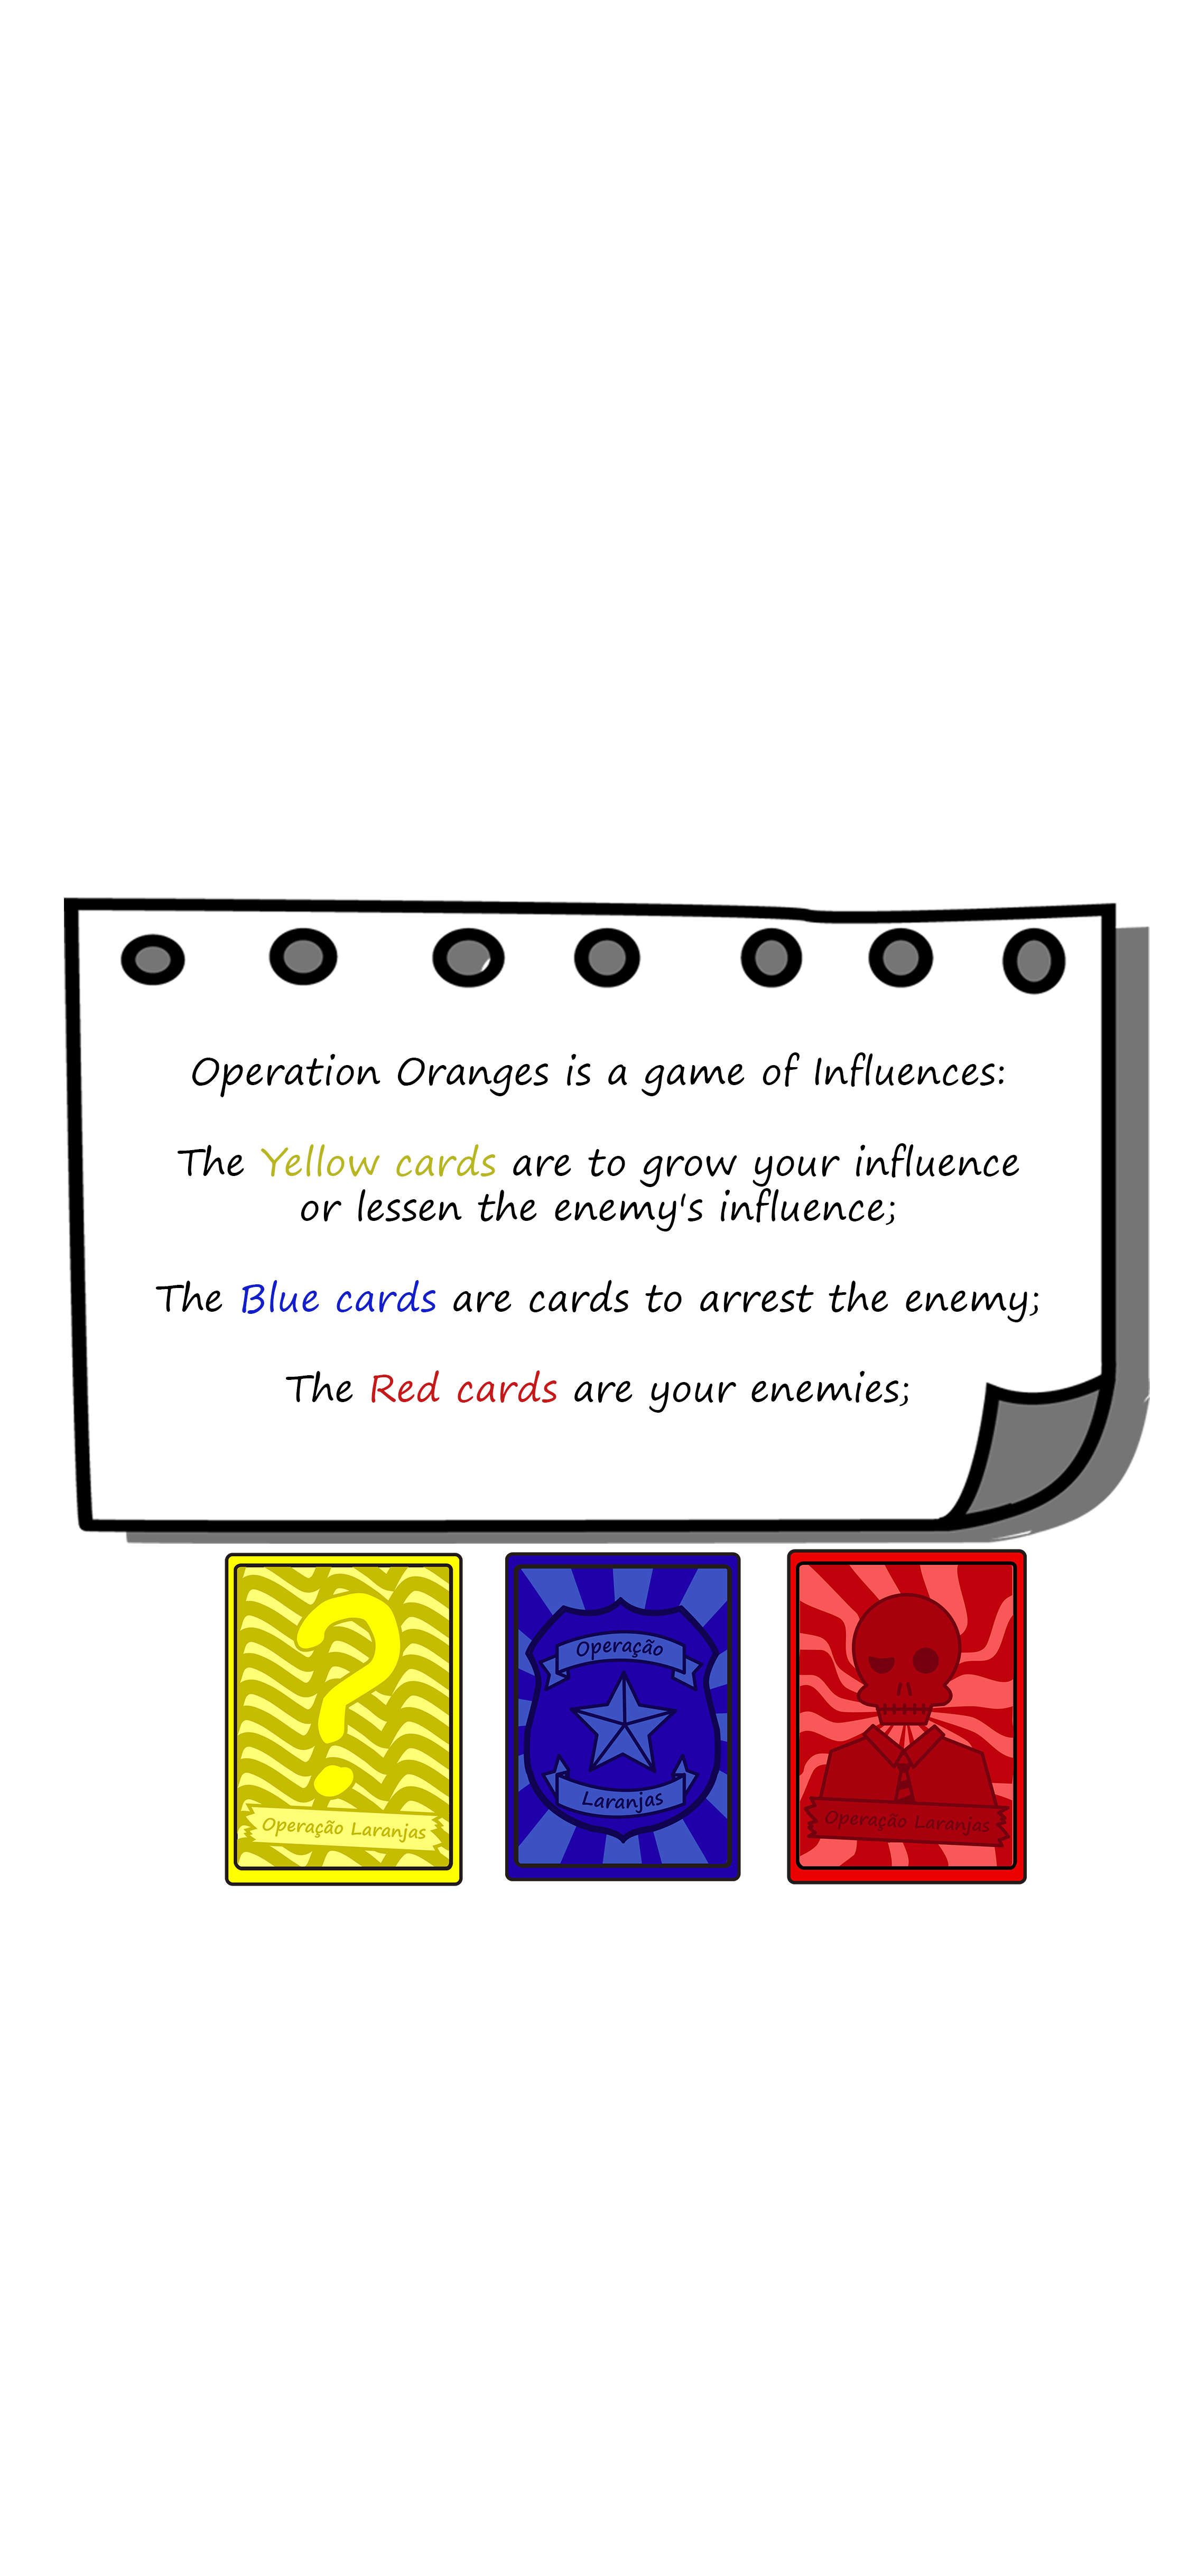 Operation Oranges is a game of Influences:
The Yellow cards are to grow your influence
or lessen the enemy's influence;
The Blue cards are cards to arrest the enemy;
The Red cards are your enemies;
Operação Laranjas
Operação
Laranjas
Operação Laranjas